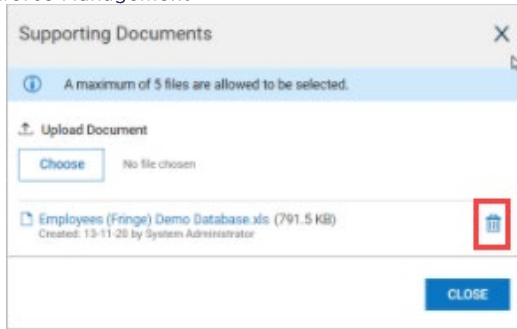 Supporting Documents
A maximum of 5 files are allowed to be selected.
Upload Document
Choose No file chosen
Employees (Fringe) Demo Database.xls (791.5 KB)
Created: 13-11-20 by System Administrator
CLOSE